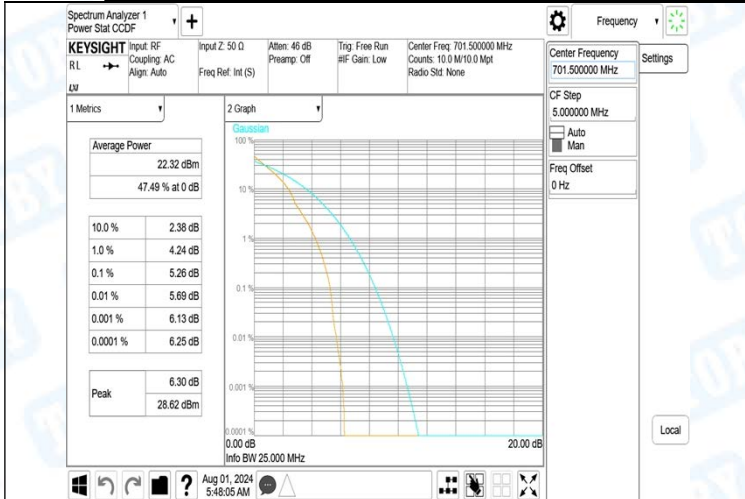 Spectrum Analyzer 1
Power Stat CCDF
Frequency
KEYSIGHT
RL
Input: RF
Coupling: AC
Align: Auto
Input Z: 50 Ω
Freq Ref: Int (S)
Atten: 46 dB
Preamp: Off
Trig: Free Run
#IF Gain: Low
Center Freq: 701.500000 MHz
Counts: 10.0 M/10.0 Mpt
Radio Std: None
Center Frequency
701.500000 MHz
Settings
CF Step
5.000000 MHz
Auto
Man
Freq Offset
0 Hz
1 Metrics
Average Power
22.32 dBm
47.49 % at 0 dB
10.0 % 2.38 dB
1.0 % 4.24 dB
0.1 % 5.26 dB
0.01 % 5.69 dB
0.001 % 6.13 dB
0.0001 % 6.25 dB
Peak
6.30 dB
28.62 dBm
2 Graph
Gaussian
100 %
10 %
1 %
0.1 %
0.01 %
0.001 %
0.0001 %
0.00 dB
20.00 dB
Info BW 25.000 MHz
Local
?
Aug 01, 2024
5:48:05 AM